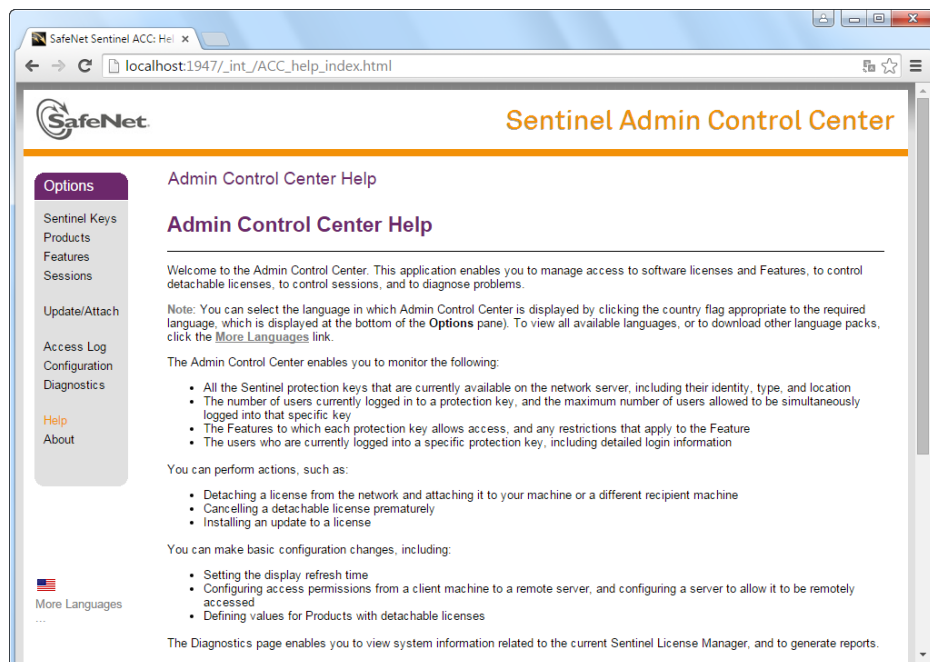 SafeNet Sentinel ACC: Hel
localhost:1947/_int_/ACC_help_index.html
SafeNet.
Sentinel Admin Control Center
Options
Sentinel Keys
Products
Features
Sessions
Update/Attach
Access Log
Configuration
Diagnostics
Help
About
More Languages
...
Admin Control Center Help
Admin Control Center Help
Welcome to the Admin Control Center. This application enables you to manage access to software licenses and Features, to control
detachable licenses, to control sessions, and to diagnose problems.
Note: You can select the language in which Admin Control Center is displayed by clicking the country flag appropriate to the required
language, which is displayed at the bottom of the Options pane). To view all available languages, or to download other language packs,
click the More Languages link.
The Admin Control Center enables you to monitor the following:
• All the Sentinel protection keys that are currently available on the network server, including their identity, type, and location
• The number of users currently logged in to a protection key, and the maximum number of users allowed to be simultaneously
logged into that specific key
• The Features to which each protection key allows access, and any restrictions that apply to the Feature
• The users who are currently logged into a specific protection key, including detailed login information
You can perform actions, such as:
• Detaching a license from the network and attaching it to your machine or a different recipient machine
• Cancelling a detachable license prematurely
• Installing an update to a license
You can make basic configuration changes, including:
• Setting the display refresh time
• Configuring access permissions from a client machine to a remote server, and configuring a server to allow it to be remotely
accessed
• Defining values for Products with detachable licenses
The Diagnostics page enables you to view system information related to the current Sentinel License Manager, and to generate reports.